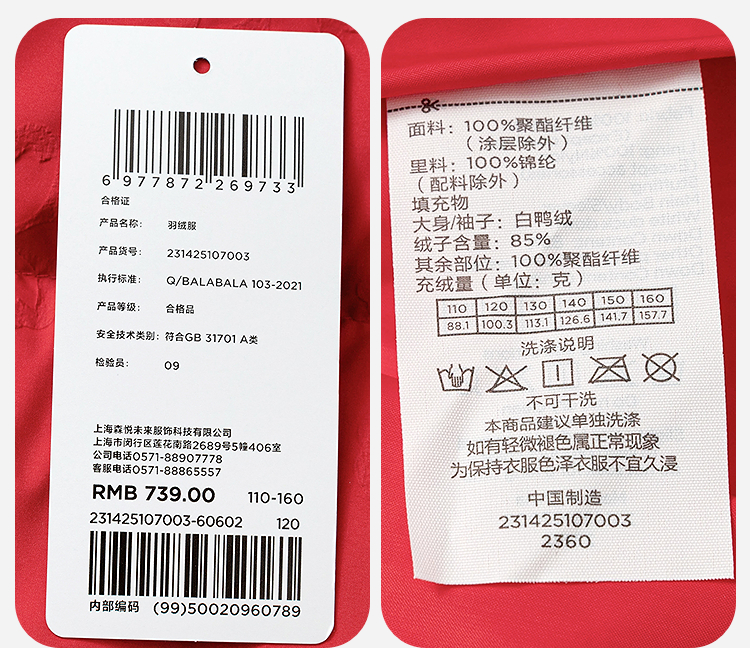 6 977872 269733
合格证
产品名称: 羽绒服
产品货号: 231425107003
执行标准: Q/BALABALA 103-2021
产品等级: 合格品
安全技术类别: 符合GB 31701 A类
检验员: 09
上海森悦未来服饰科技有限公司
上海市闵行区莲花南路2689号5幢406室
公司电话0571-88907778
客服电话0571-88865557
RMB 739.00 110-160
231425107003-60602 120
内部编码 (99)50020960789
面料: 100%聚酯纤维
(涂层除外)
里料: 100%锦纶
(配料除外)
填充物
大身/袖子: 白鸭绒
绒子含量: 85%
其余部位: 100%聚酯纤维
充绒量(单位: 克)
110 120 130 140 150 160
88.1 100.3 113.1 126.6 141.7 157.7
洗涤说明
不可干洗
本商品建议单独洗涤
如有轻微褪色属正常现象
为保持衣服色泽衣服不宜久浸
中国制造
231425107003
2360